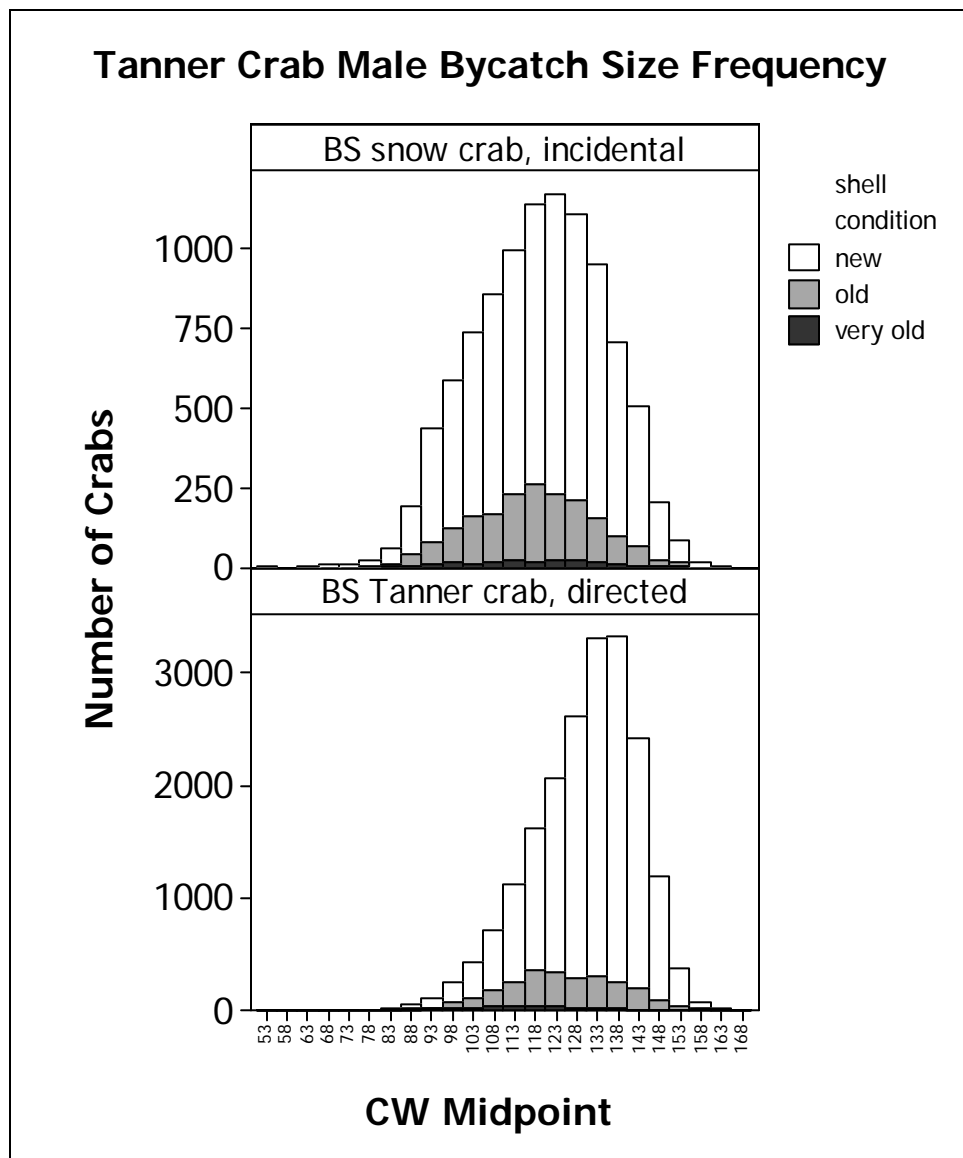 Tanner Crab Male Bycatch Size Frequency
BS snow crab, incidental
shell
condition
new
old
very old
1000
750
500
250
0
Number of Crabs
BS Tanner crab, directed
3000
2000
1000
0
53 58 63 68 73 78 83 88 93 98 103 108 113 118 123 128 133 138 143 148 153 158 163 168
CW Midpoint